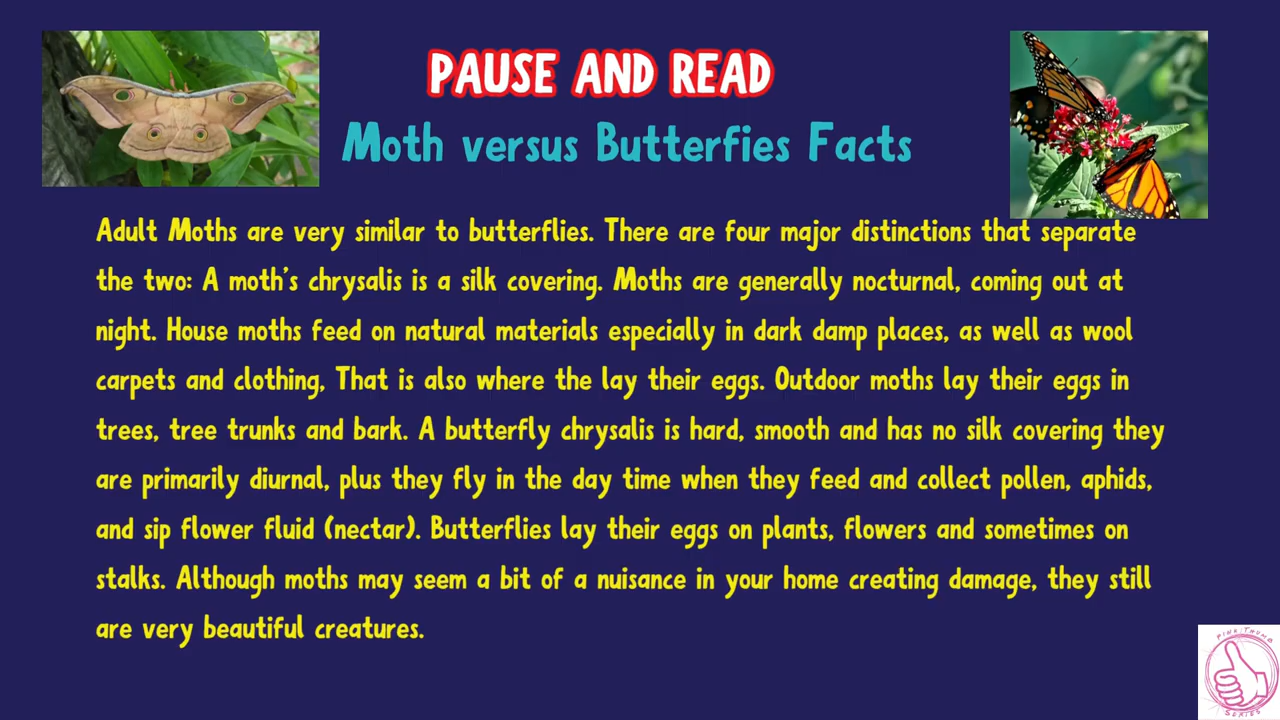 PAUSE AND READ
Moth versus Butterfies Facts
Adult Moths are very similar to butterflies. There are four major distinctions that separate
the two: A moth's chrysalis is a silk covering. Moths are generally nocturnal, coming out at
night. House moths feed on natural materials especially in dark damp places, as well as wool
carpets and clothing, That is also where the lay their eggs. Outdoor moths lay their eggs in
trees, tree trunks and bark. A butterfly chrysalis is hard, smooth and has no silk covering they
are primarily diurnal, plus they fly in the day time when they feed and collect pollen, aphids,
and sip flower fluid (nectar). Butterflies lay their eggs on plants, flowers and sometimes on
stalks. Although moths may seem a bit of a nuisance in your home creating damage, they still
are very beautiful creatures.
PINK THUMB
SERIES